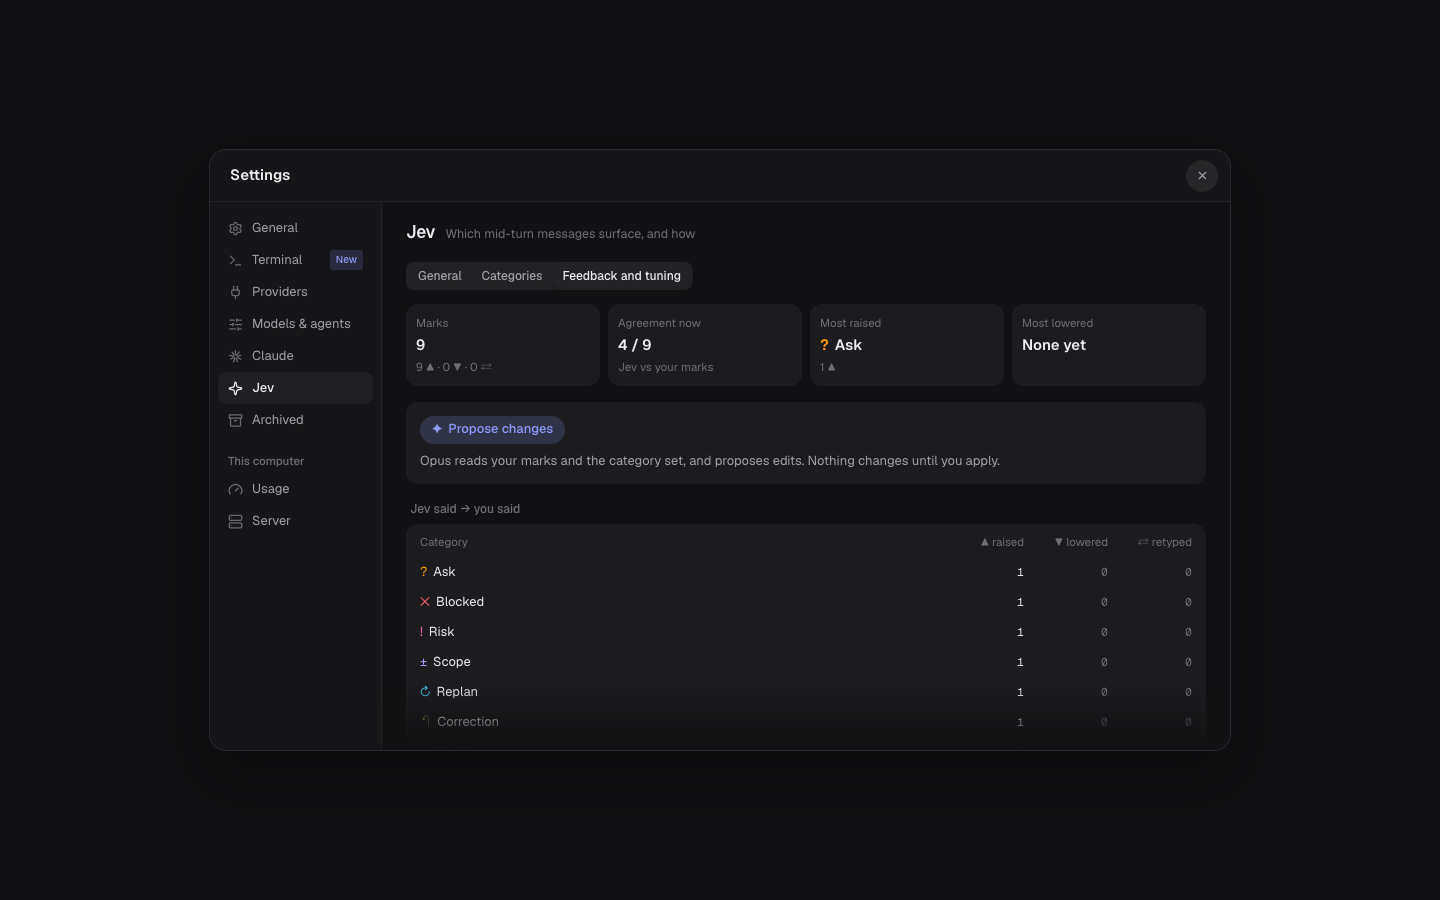 Settings
General
Terminal New
Providers
Models & agents
Claude
Jev
Archived
This computer
Usage
Server
Jev Which mid-turn messages surface, and how
General Categories Feedback and tuning
Marks
9
9 ▲ · 0 ▼ · 0 ⇄
Agreement now
4 / 9
Jev vs your marks
Most raised
? Ask
1 ▲
Most lowered
None yet
✦ Propose changes
Opus reads your marks and the category set, and proposes edits. Nothing changes until you apply.
Jev said → you said
Category ▲ raised ▼ lowered ⇄ retyped
? Ask 1 0 0
✕ Blocked 1 0 0
! Risk 1 0 0
± Scope 1 0 0
↻ Replan 1 0 0
Correction 1 0 0